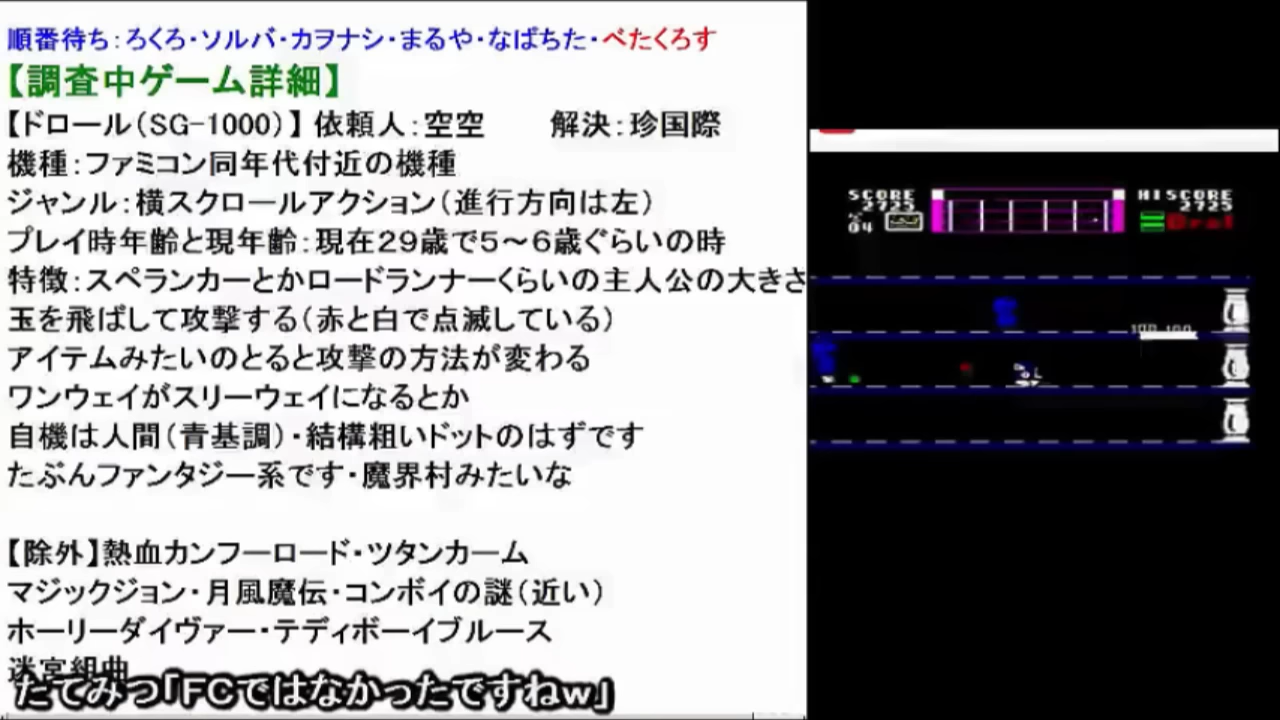 順番待ち:ろくろ・ソルバ・カヲナシ・まるや・なぱちた・べたくろす
【調査中ゲーム詳細】
【ドロール(SG-1000)】 依頼人:空空　解決:珍国際
機種:ファミコン同年代付近の機種
ジャンル:横スクロールアクション(進行方向は左)
プレイ時年齢と現年齢:現在29歳で5～6歳ぐらいの時
特徴:スペランカーとかロードランナーくらいの主人公の大きさ
玉を飛ばして攻撃する(赤と白で点滅している)
アイテムみたいのとると攻撃の方法が変わる
ワンウェイがスリーウェイになるとか
自機は人間(青基調)・結構粗いドットのはずです
たぶんファンタジー系です・魔界村みたいな
【除外】熱血カンフーロード・ツタンカーム
マジックジョン・月風魔伝・コンボイの謎(近い)
ホーリーダイヴァー・テディボーイブルース
迷宮組曲
たてみつ「FCではなかったですねw」
SCORE
2725
04
HISCORE
2725